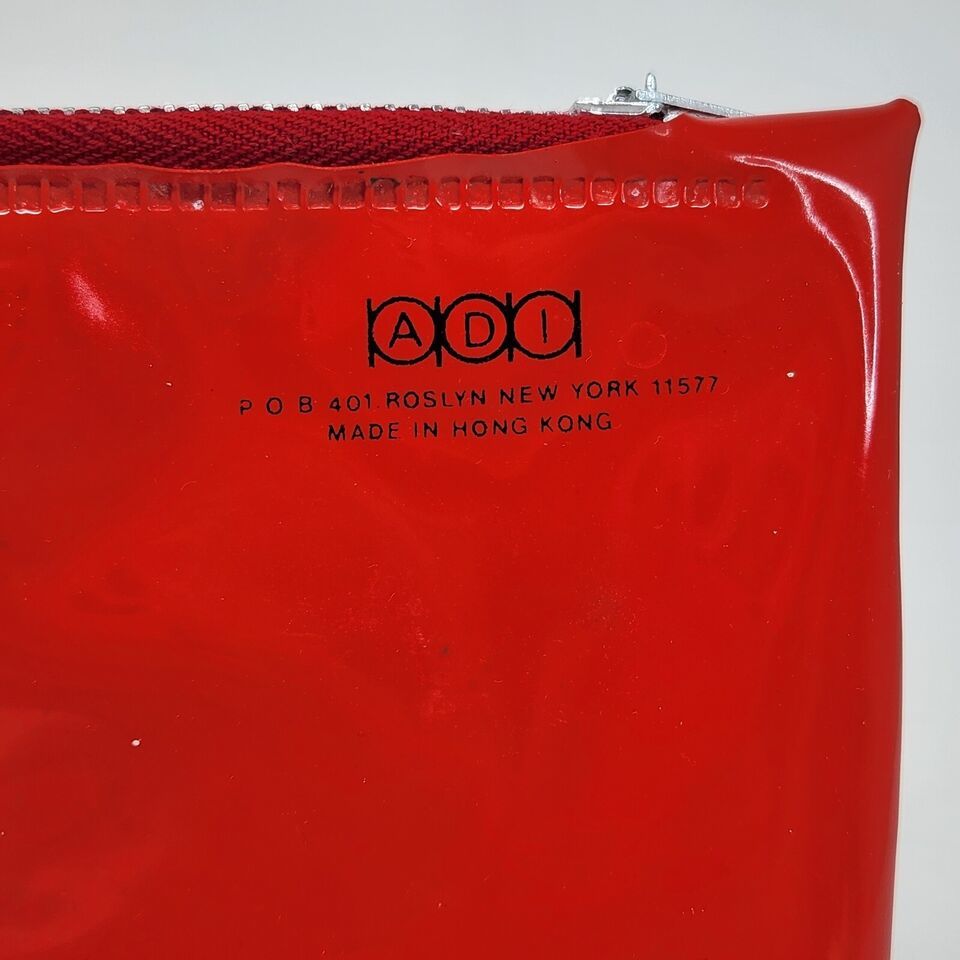 ADI
P O B 401 ROSLYN NEW YORK 11577
MADE IN HONG KONG